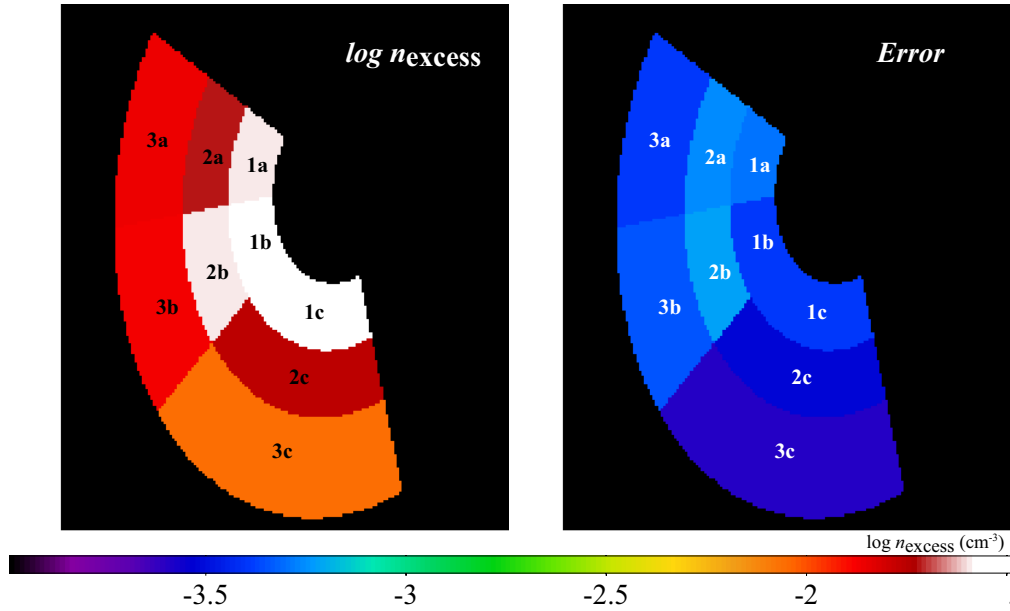 log nexcess
Error
3a
2a
1a
1b
2b
3b
1c
2c
3c
3a
2a
1a
1b
2b
3b
1c
2c
3c
log nexcess (cm-3)
-3.5 -3 -2.5 -2